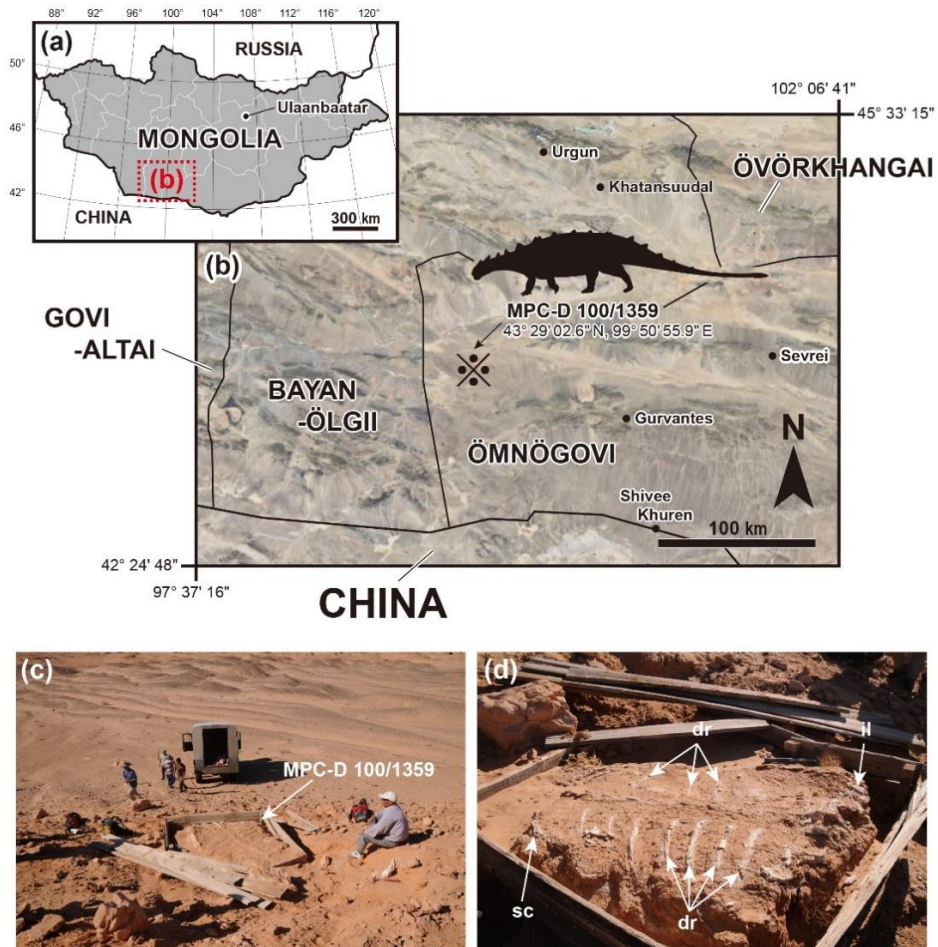 88° 92° 96° 100° 104° 108° 112° 116° 120°
(a)
RUSSIA
50°
46°
42°
Ulaanbaatar
MONGOLIA
(b)
CHINA
300 km
102° 06' 41"
45° 33' 15"
Urgun
Khatansuudal
ÖVÖRKHANGAI
(b)
MPC-D 100/1359
43° 29' 02.6" N, 99° 50' 55.9" E
GOVI
-ALTAI
Sevrei
BAYAN
-ÖLGII
Gurvantes
ÖMNÖGOVI
N
Shivee
Khuren
100 km
42° 24' 48"
97° 37' 16"
CHINA
(c)
MPC-D 100/1359
(d)
dr
il
sc
dr